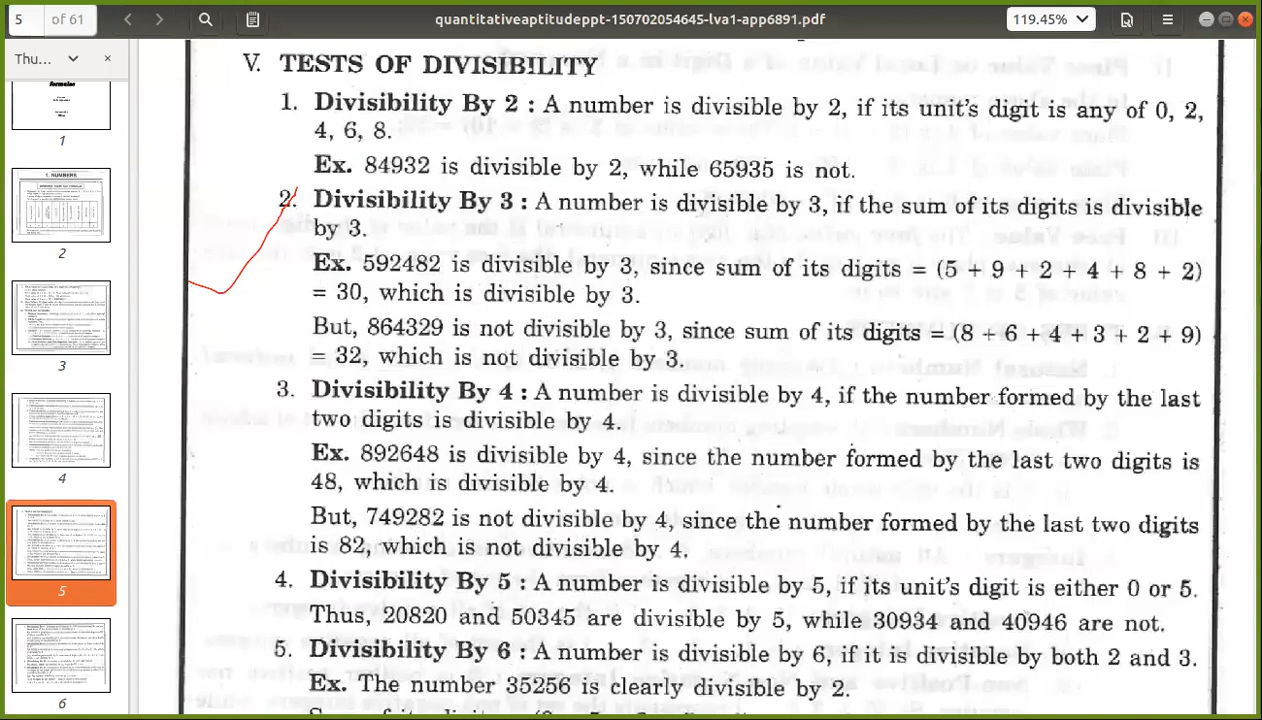 5 of 61
quantitativeaptitudeppt-150702054645-lva1-app6891.pdf
119.45%
Thu...
1
2
3
4
5
6
V. TESTS OF DIVISIBILITY
1. Divisibility By 2 : A number is divisible by 2, if its unit's digit is any of 0, 2,
4, 6, 8.
Ex. 84932 is divisible by 2, while 65935 is not.
2. Divisibility By 3 : A number is divisible by 3, if the sum of its digits is divisible
by 3.
Ex. 592482 is divisible by 3, since sum of its digits = (5 + 9 + 2 + 4 + 8 + 2)
= 30, which is divisible by 3.
But, 864329 is not divisible by 3, since sum of its digits = (8 + 6 + 4 + 3 + 2 + 9)
= 32, which is not divisible by 3.
3. Divisibility By 4 : A number is divisible by 4, if the number formed by the last
two digits is divisible by 4.
Ex. 892648 is divisible by 4, since the number formed by the last two digits is
48, which is divisible by 4.
But, 749282 is not divisible by 4, since the number formed by the last two digits
is 82, which is not divisible by 4.
4. Divisibility By 5 : A number is divisible by 5, if its unit's digit is either 0 or 5.
Thus, 20820 and 50345 are divisible by 5, while 30934 and 40946 are not.
5. Divisibility By 6 : A number is divisible by 6, if it is divisible by both 2 and 3.
Ex. The number 35256 is clearly divisible by 2.